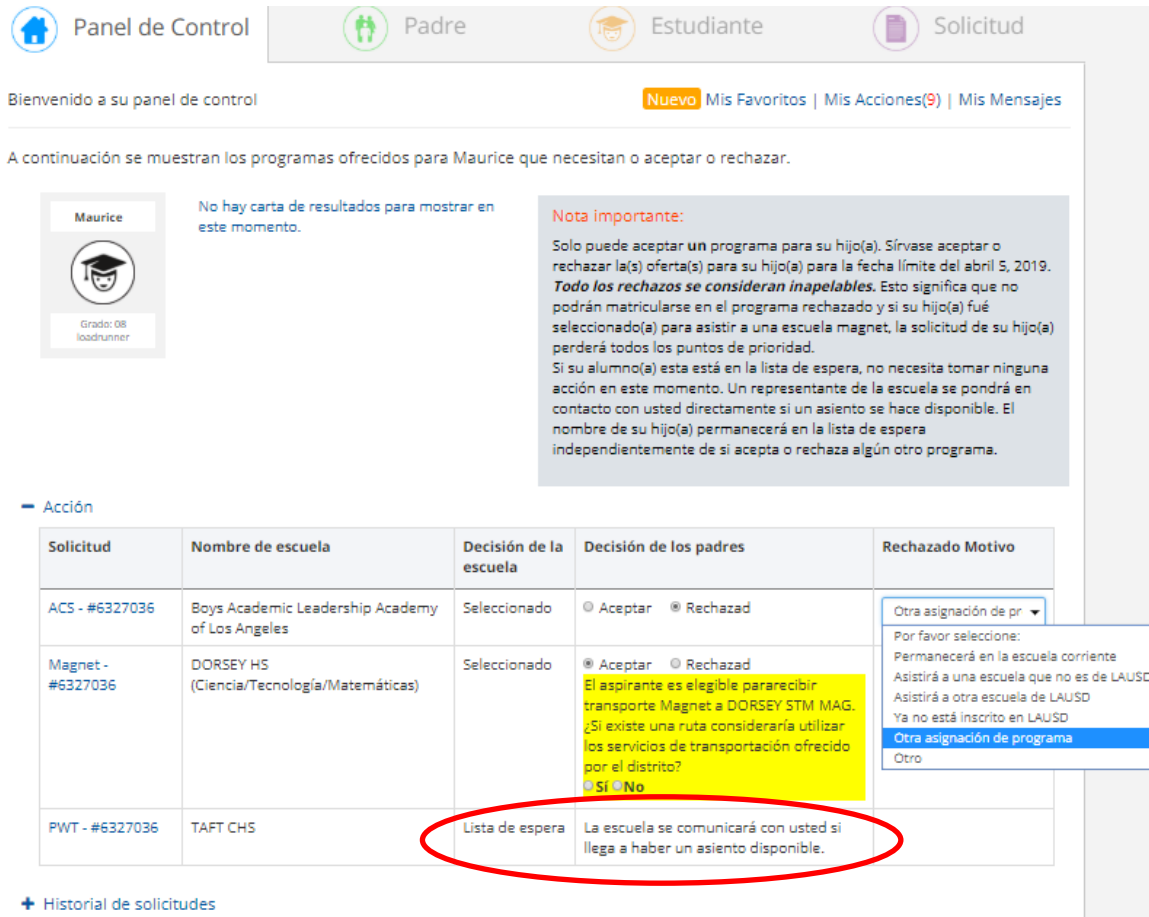 Panel de Control
Padre
Estudiante
Solicitud
Bienvenido a su panel de control
Nuevo Mis Favoritos | Mis Acciones(9) | Mis Mensajes
A continuación se muestran los programas ofrecidos para Maurice que necesitan o aceptar o rechazar.
Maurice
Grado: 08
loadrunner
No hay carta de resultados para mostrar en
este momento.
Nota importante:
Solo puede aceptar un programa para su hijo(a). Sírvase aceptar o
rechazar la(s) oferta(s) para su hijo(a) para la fecha límite del abril 5, 2019.
Todo los rechazos se consideran inapelables. Esto significa que no
podrán matricularse en el programa rechazado y si su hijo(a) fué
seleccionado(a) para asistir a una escuela magnet, la solicitud de su hijo(a)
perderá todos los puntos de prioridad.
Si su alumno(a) esta está en la lista de espera, no necesita tomar ninguna
acción en este momento. Un representante de la escuela se pondrá en
contacto con usted directamente si un asiento se hace disponible. El
nombre de su hijo(a) permanecerá en la lista de espera
independientemente de si acepta o rechaza algún otro programa.
Acción
Solicitud
Nombre de escuela
Decisión de la
escuela
Decisión de los padres
Rechazado Motivo
ACS - #6327036
Boys Academic Leadership Academy
of Los Angeles
Seleccionado
Aceptar Rechazad
Otra asignación de pr
Por favor seleccione:
Permanecerá en la escuela corriente
Asistirá a una escuela que no es de LAUSD
Asistirá a otra escuela de LAUSD
Ya no está inscrito en LAUSD
Otra asignación de programa
Otro
Magnet -
#6327036
DORSEY HS
(Ciencia/Tecnología/Matemáticas)
Seleccionado
Aceptar Rechazad
El aspirante es elegible pararecibir
transporte Magnet a DORSEY STM MAG.
¿Si existe una ruta consideraría utilizar
los servicios de transportación ofrecido
por el distrito?
Sí No
PWT - #6327036
TAFT CHS
Lista de espera
La escuela se comunicará con usted si
llega a haber un asiento disponible.
Historial de solicitudes